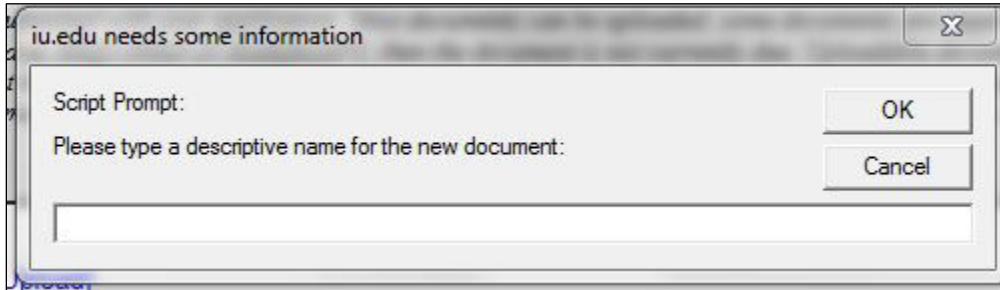 iu.edu needs some information
Script Prompt:
OK
Please type a descriptive name for the new document:
Cancel